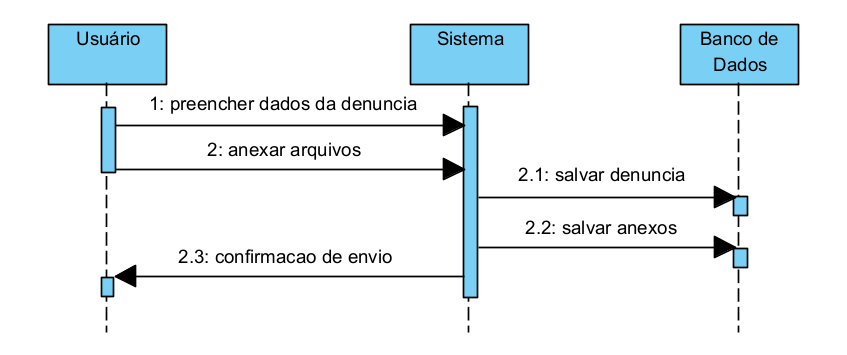 Usuário
Sistema
Banco de
Dados
1: preencher dados da denuncia
2: anexar arquivos
2.1: salvar denuncia
2.2: salvar anexos
2.3: confirmacao de envio